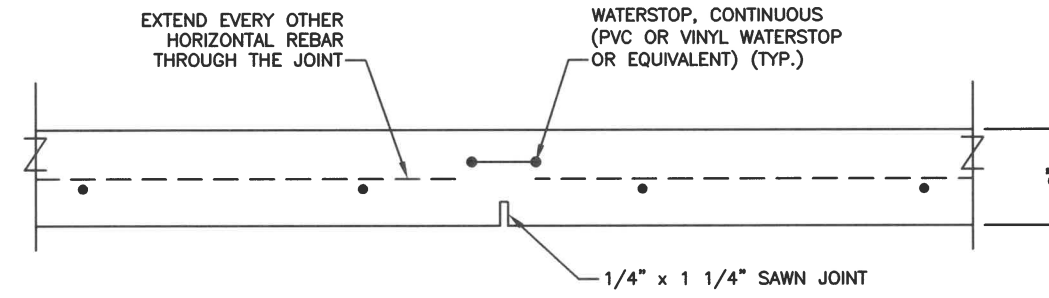 EXTEND EVERY OTHER
HORIZONTAL REBAR
THROUGH THE JOINT
WATERSTOP, CONTINUOUS
(PVC OR VINYL WATERSTOP
OR EQUIVALENT) (TYP.)
1/4" x 1 1/4" SAWN JOINT